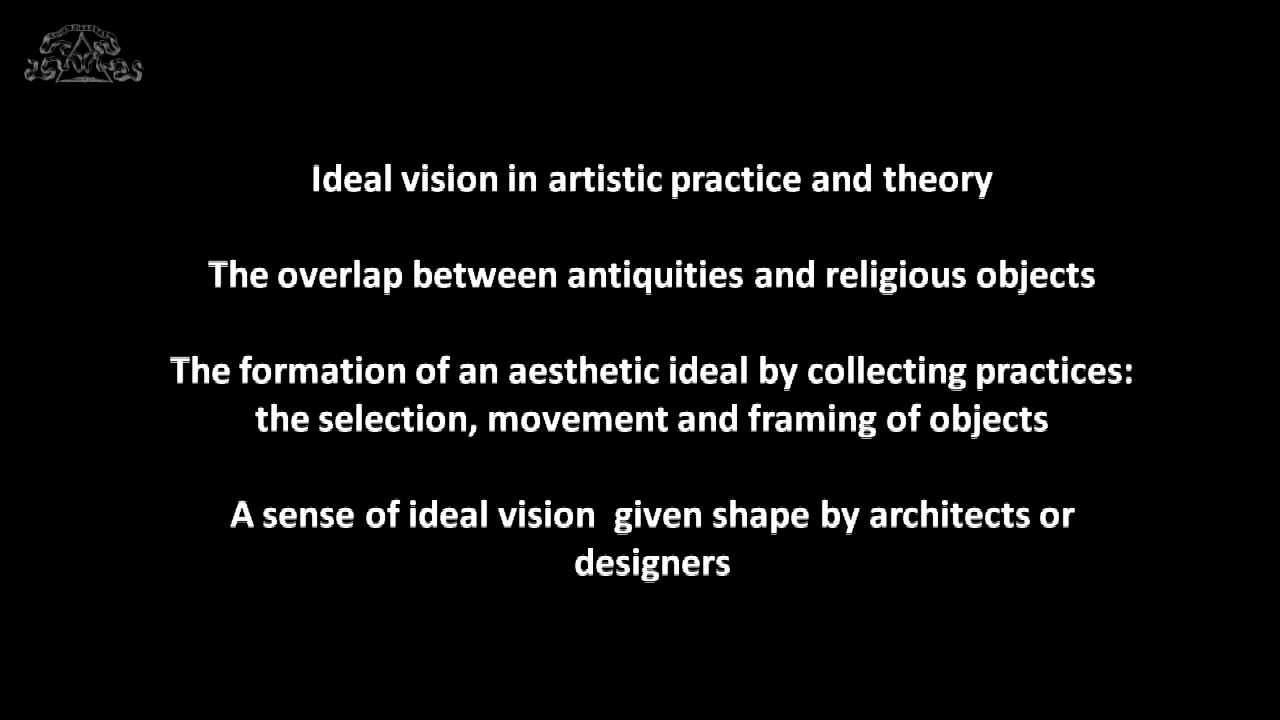 Ideal vision in artistic practice and theory
The overlap between antiquities and religious objects
The formation of an aesthetic ideal by collecting practices:
the selection, movement and framing of objects
A sense of ideal vision  given shape by architects or
designers